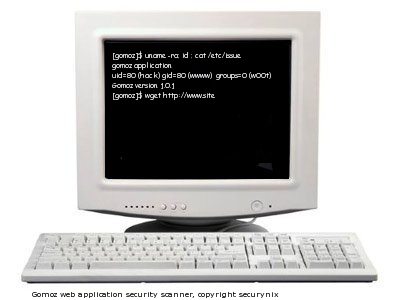 [gomoz]$ uname -ra; id ; cat /etc/issue
gomoz application
uid=80 (hack) gid=80 (wwww) groups=0 (w00t)
Gomoz version 1.0.1
[gomoz]$ wget http://www.site
Gomoz web application security scanner, copyright securynix